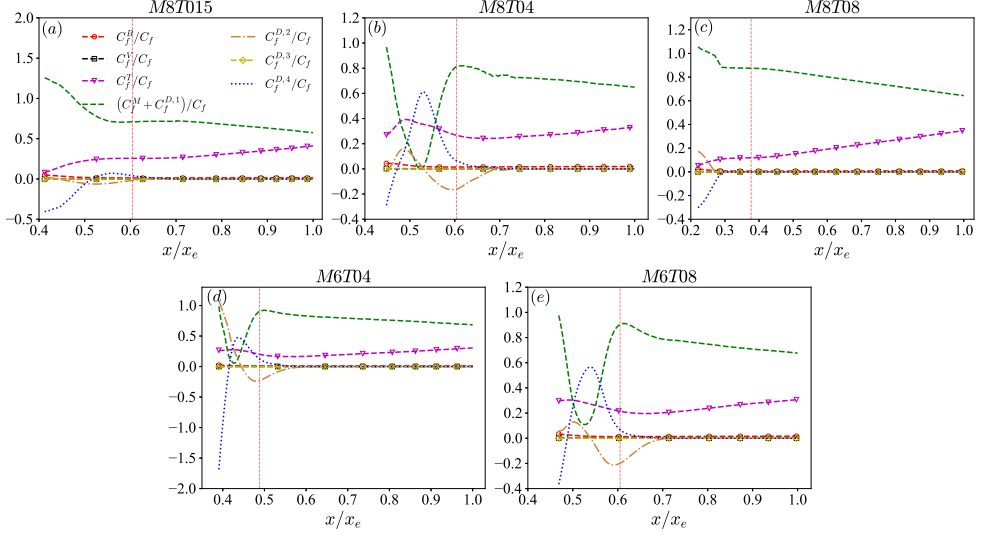 M8T015
(a)
2.0
1.5
1.0
0.5
0.0
−0.5
C_f^B/C_f
C_f^V/C_f
C_f^T/C_f
(C_f^M + C_f^{D,1})/C_f
C_f^{D,2}/C_f
C_f^{D,3}/C_f
C_f^{D,4}/C_f
0.4 0.5 0.6 0.7 0.8 0.9 1.0
x/x_e
M8T04
(b)
1.2
1.0
0.8
0.6
0.4
0.2
0.0
0.2
0.4
0.4 0.5 0.6 0.7 0.8 0.9 1.0
x/x_e
M8T08
(c)
1.2
1.0
0.8
0.6
0.4
0.2
0.0
−0.2
−0.4
0.2 0.3 0.4 0.5 0.6 0.7 0.8 0.9 1.0
x/x_e
M6T04
(d)
1.0
0.5
0.0
−0.5
−1.0
−1.5
−2.0
0.4 0.5 0.6 0.7 0.8 0.9 1.0
x/x_e
M6T08
(e)
1.2
1.0
0.8
0.6
0.4
0.2
0.0
−0.2
−0.4
0.4 0.5 0.6 0.7 0.8 0.9 1.0
x/x_e